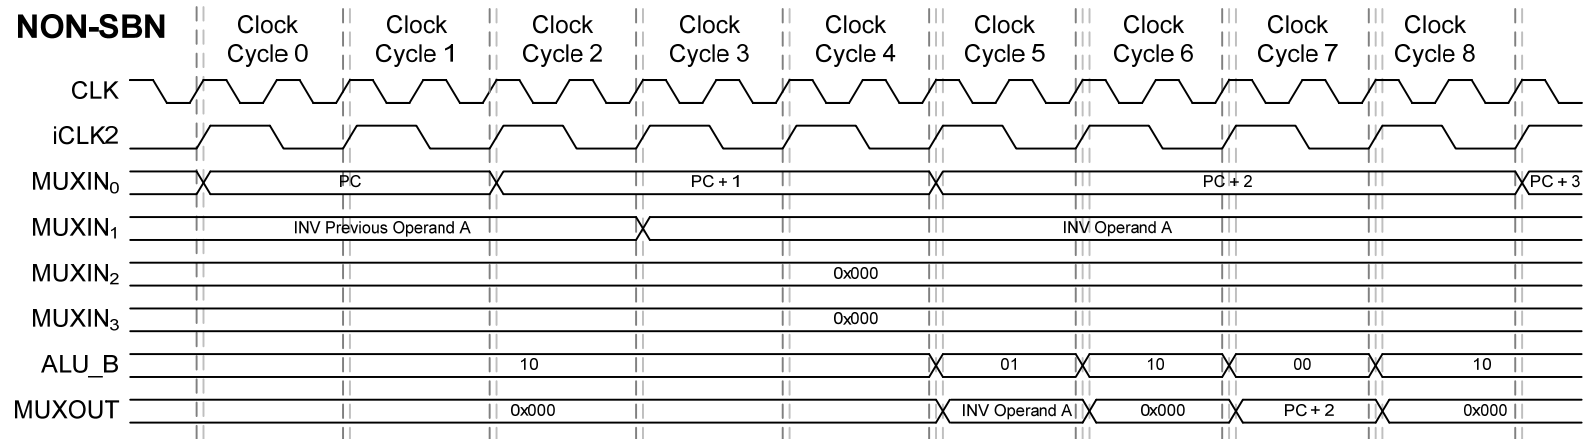 NON-SBN
Clock Cycle 0
Clock Cycle 1
Clock Cycle 2
Clock Cycle 3
Clock Cycle 4
Clock Cycle 5
Clock Cycle 6
Clock Cycle 7
Clock Cycle 8
CLK
iCLK2
MUXIN₀ PC PC + 1 PC + 2 PC + 3
MUXIN₁ INV Previous Operand A INV Operand A
MUXIN₂ 0x000
MUXIN₃ 0x000
ALU_B 10 01 10 00 10
MUXOUT 0x000 INV Operand A 0x000 PC + 2 0x000